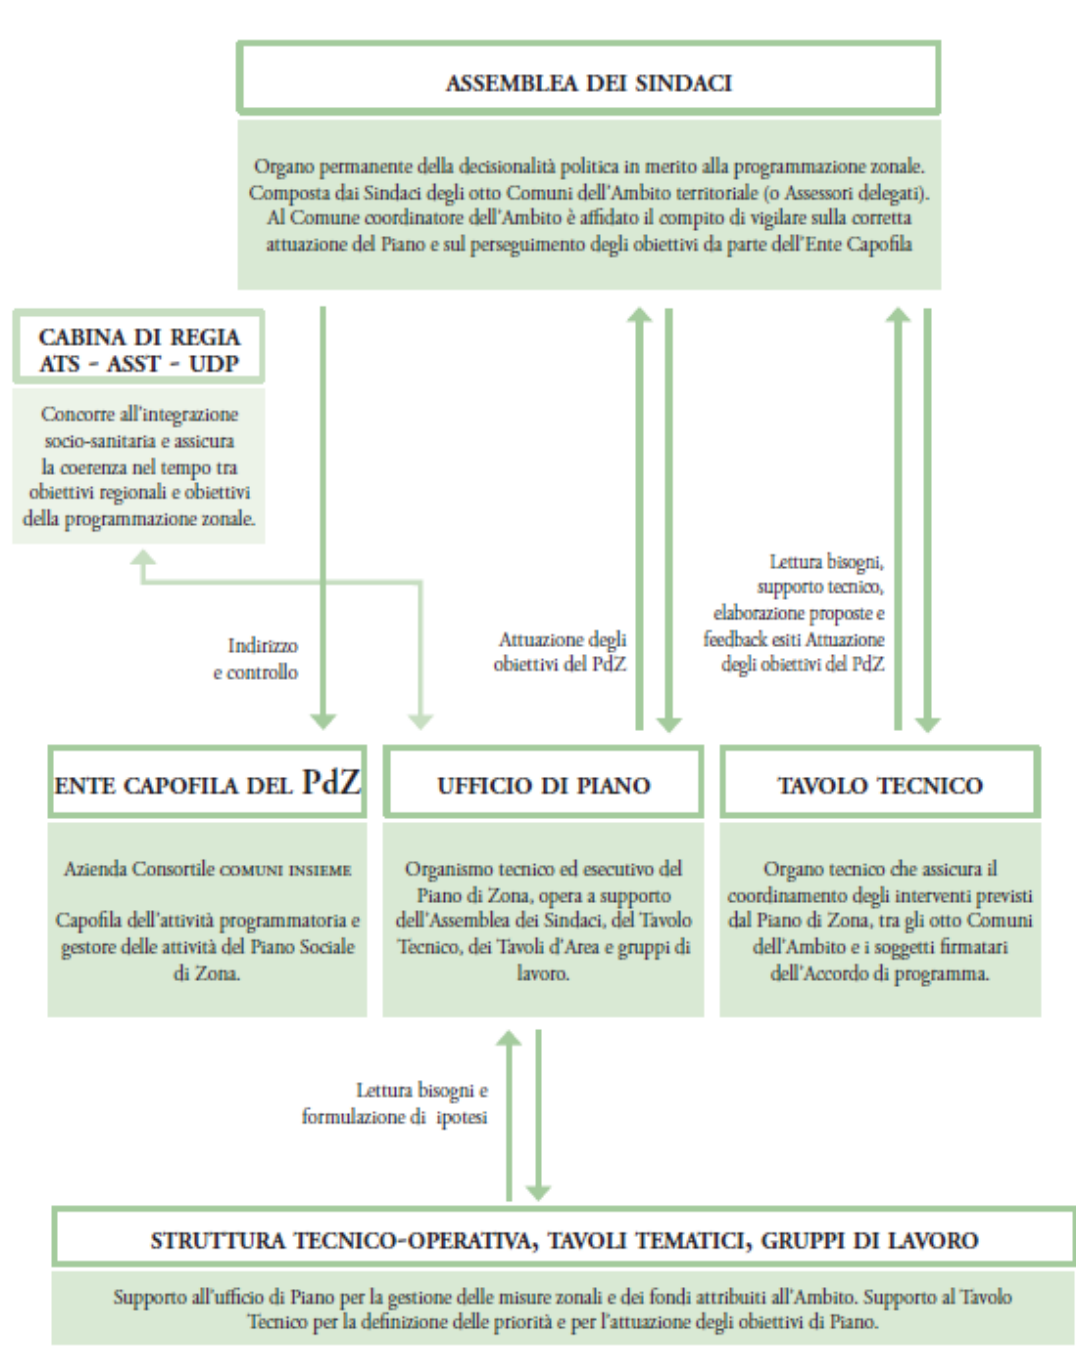 ASSEMBLEA DEI SINDACI
Organo permanente della decisionalità politica in merito alla programmazione zonale.
Composta dai Sindaci degli otto Comuni dell'Ambito territoriale (o Assessori delegati).
Al Comune coordinatore dell'Ambito è affidato il compito di vigilare sulla corretta
attuazione del Piano e sul perseguimento degli obiettivi da parte dell'Ente Capofila
CABINA DI REGIA
ATS - ASST - UDP
Concorre all'integrazione
socio-sanitaria e assicura
la coerenza nel tempo tra
obiettivi regionali e obiettivi
della programmazione zonale.
Indirizzo
e controllo
Attuazione degli
obiettivi del PdZ
Lettura bisogni,
supporto tecnico,
elaborazione proposte e
feedback esiti Attuazione
degli obiettivi del PdZ
ENTE CAPOFILA DEL PdZ
Azienda Consortile COMUNI INSIEME
Capofila dell'attività programmatoria e
gestore delle attività del Piano Sociale
di Zona.
UFFICIO DI PIANO
Organismo tecnico ed esecutivo del
Piano di Zona, opera a supporto
dell'Assemblea dei Sindaci, del Tavolo
Tecnico, dei Tavoli d'Area e gruppi di
lavoro.
TAVOLO TECNICO
Organo tecnico che assicura il
coordinamento degli interventi previsti
dal Piano di Zona, tra gli otto Comuni
dell'Ambito e i soggetti firmatari
dell'Accordo di programma.
Lettura bisogni e
formulazione di ipotesi
STRUTTURA TECNICO-OPERATIVA, TAVOLI TEMATICI, GRUPPI DI LAVORO
Supporto all'ufficio di Piano per la gestione delle misure zonali e dei fondi attribuiti all'Ambito. Supporto al Tavolo
Tecnico per la definizione delle priorità e per l'attuazione degli obiettivi di Piano.